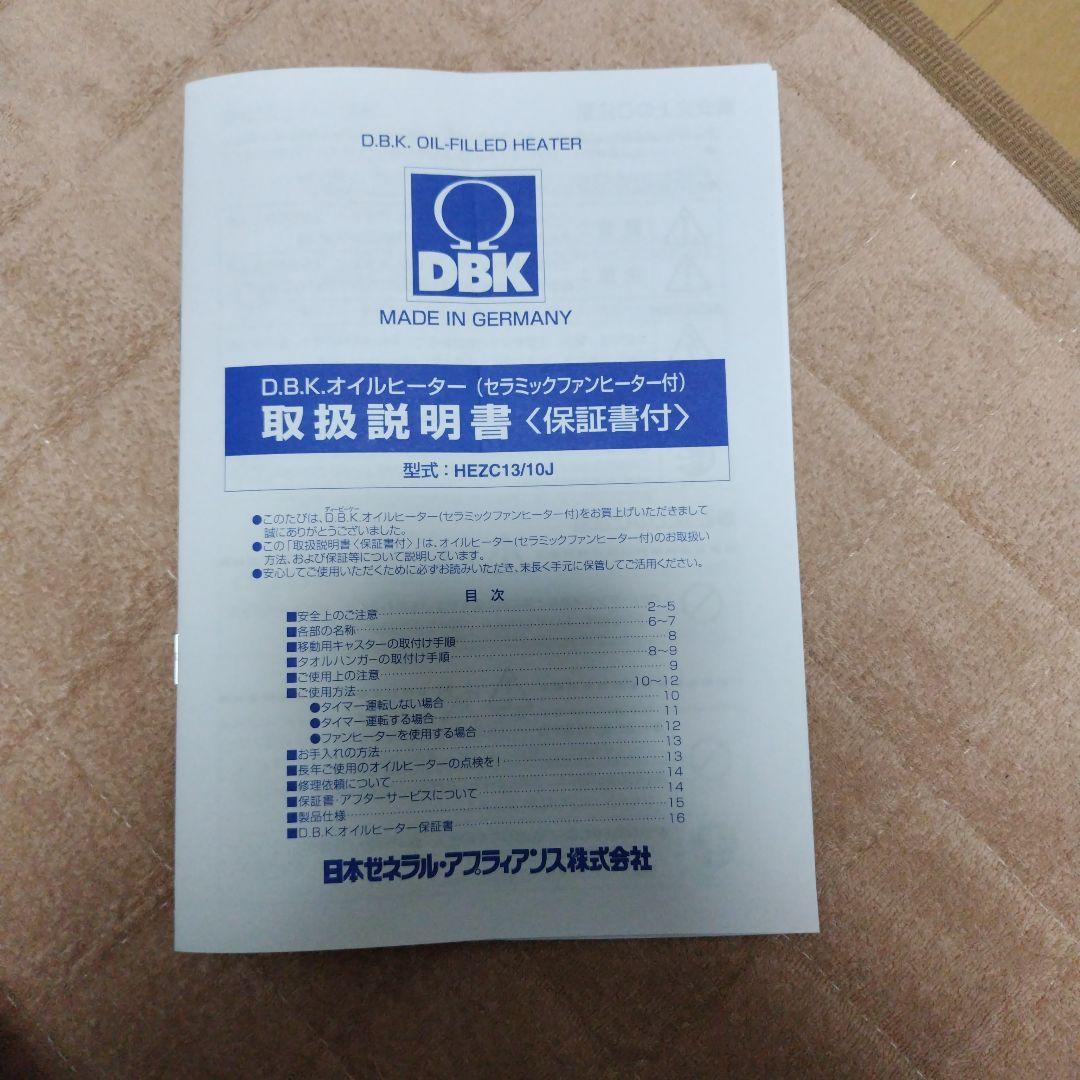 D.B.K. OIL-FILLED HEATER
Ω
DBK
MADE IN GERMANY
D.B.K.オイルヒーター(セラミックファンヒーター付)
取扱説明書〈保証書付〉
型式:HEZC13/10J
ディービーケー
●このたびは、D.B.K.オイルヒーター(セラミックファンヒーター付)をお買上げいただきまして
誠にありがとうございました。
●この「取扱説明書〈保証書付〉」は、オイルヒーター(セラミックファンヒーター付)のお取扱い
方法、および保証等について説明しています。
●安心してご使用いただくために必ずお読みいただき、末長く手元に保管してご活用ください。
目 次
■安全上のご注意 2~5
■各部の名称 6~7
■移動用キャスターの取付け手順 8
■タオルハンガーの取付け手順 8~9
■ご使用上の注意 9
■ご使用方法 10~12
●タイマー運転しない場合 10
●タイマー運転する場合 11
●ファンヒーターを使用する場合 12
■お手入れの方法 13
■長年ご使用のオイルヒーターの点検を! 13
■修理依頼について 14
■保証書・アフターサービスについて 14
■製品仕様 15
■D.B.K.オイルヒーター保証書 16
日本ゼネラル・アプライアンス株式会社